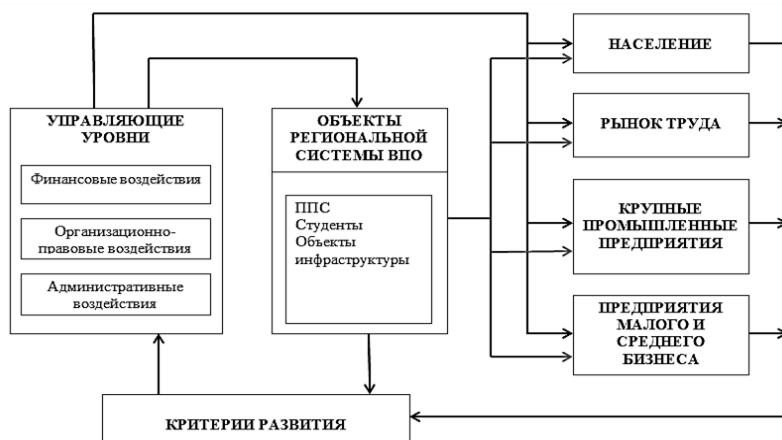 УПРАВЛЯЮЩИЕ
УРОВНИ
Финансовые воздействия
Организационно-
правовые воздействия
Административные
воздействия
ОБЪЕКТЫ
РЕГИОНАЛЬНОЙ
СИСТЕМЫ ВПО
ППС
Студенты
Объекты
инфраструктуры
НАСЕЛЕНИЕ
РЫНОК ТРУДА
КРУПНЫЕ
ПРОМЫШЛЕННЫЕ
ПРЕДПРИЯТИЯ
ПРЕДПРИЯТИЯ
МАЛОГО И
СРЕДНЕГО
БИЗНЕСА
КРИТЕРИИ РАЗВИТИЯ